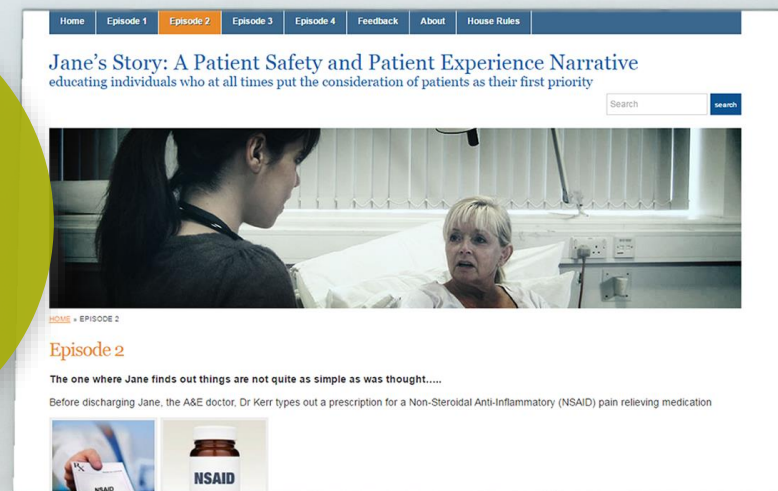 Home Episode 1 Episode 2 Episode 3 Episode 4 Feedback About House Rules
Jane's Story: A Patient Safety and Patient Experience Narrative
educating individuals who at all times put the consideration of patients as their first priority
Search search
HOME » EPISODE 2
Episode 2
The one where Jane finds out things are not quite as simple as was thought.....
Before discharging Jane, the A&E doctor, Dr Kerr types out a prescription for a Non-Steroidal Anti-Inflammatory (NSAID) pain relieving medication
NSAID
NSAID